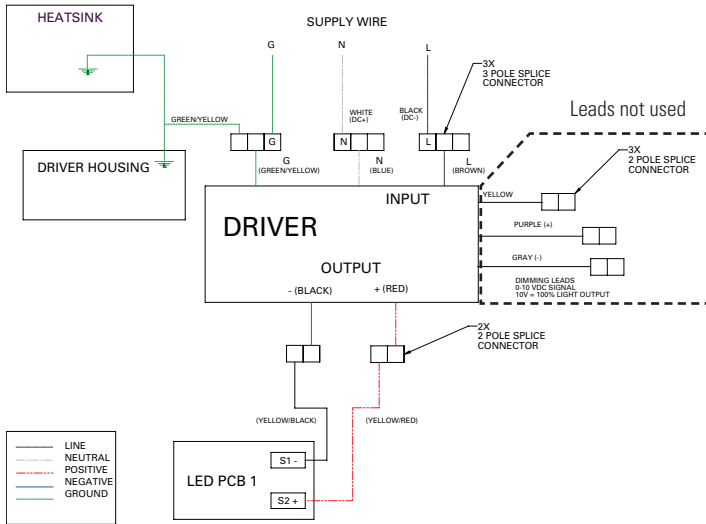 HEATSINK
SUPPLY WIRE
G
N
L
3X
3 POLE SPLICE
CONNECTOR
Leads not used
GREEN/YELLOW
WHITE
(DC+)
BLACK
(DC-)
G
N
L
DRIVER HOUSING
G
(GREEN/YELLOW)
N
(BLUE)
L
(BROWN)
3X
2 POLE SPLICE
CONNECTOR
INPUT
YELLOW
DRIVER
PURPLE (+)
GRAY (-)
OUTPUT
- (BLACK)
+ (RED)
DIMMING LEADS
0-10 VDC SIGNAL
10V = 100% LIGHT OUTPUT
2X
2 POLE SPLICE
CONNECTOR
(YELLOW/BLACK)
(YELLOW/RED)
LINE
NEUTRAL
POSITIVE
NEGATIVE
GROUND
S1 -
LED PCB 1
S2 +